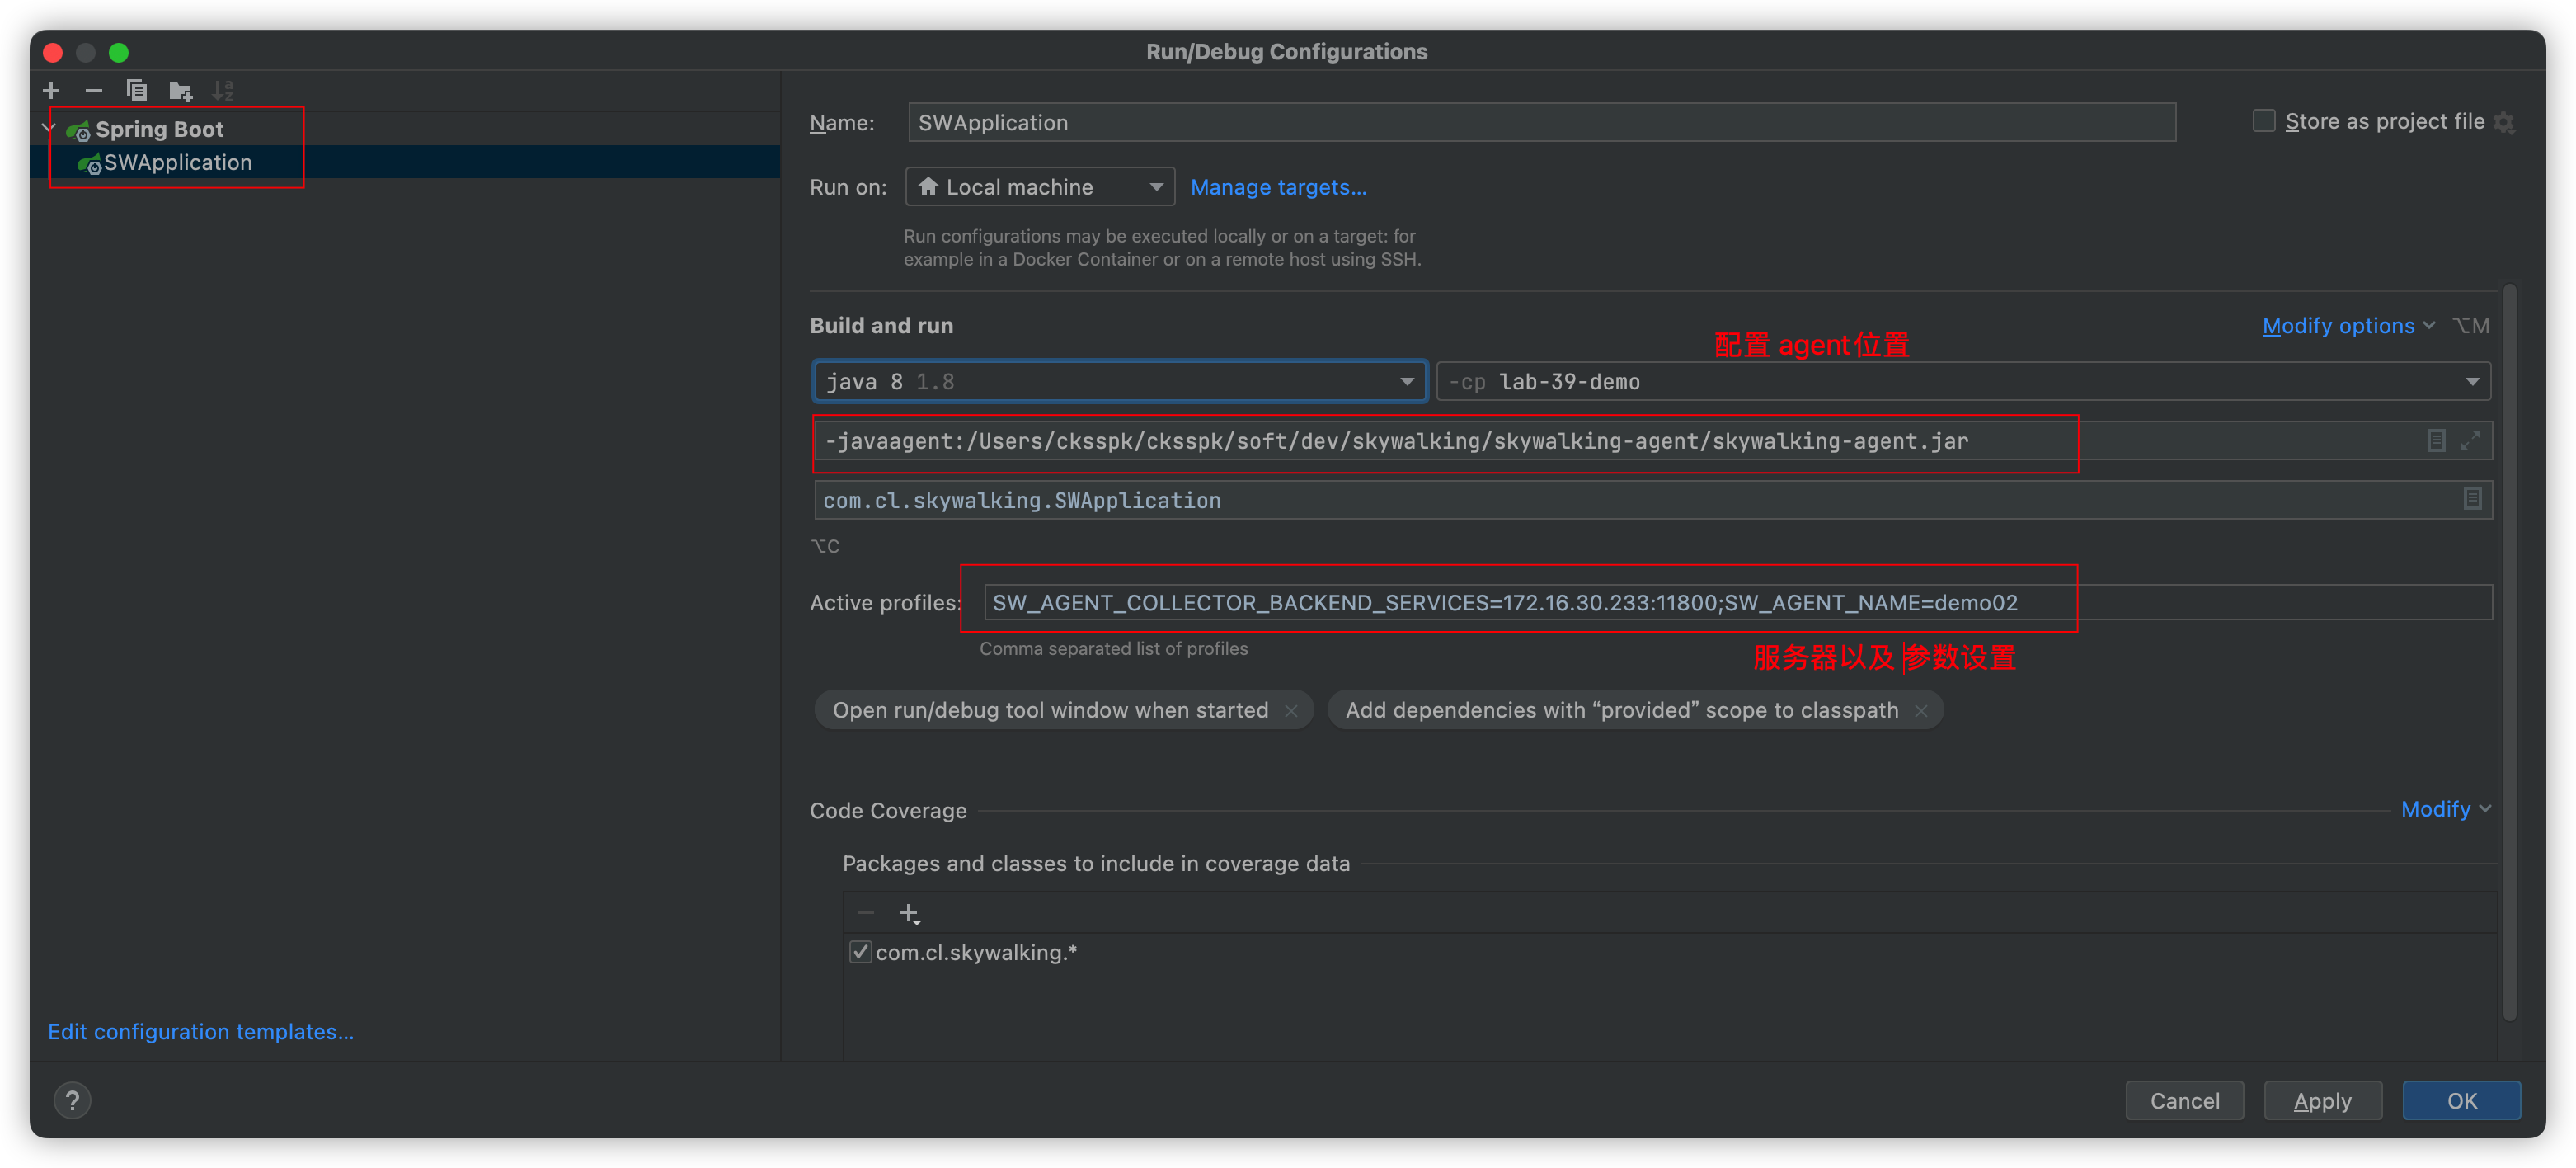 Run/Debug Configurations
Spring Boot
SWApplication
Name:
SWApplication
Store as project file
Run on:
Local machine
Manage targets...
Run configurations may be executed locally or on a target: for
example in a Docker Container or on a remote host using SSH.
Build and run
Modify options
⌥M
配置 agent位置
java 8 1.8
-cp lab-39-demo
-javaagent:/Users/cksspk/cksspk/soft/dev/skywalking/skywalking-agent/skywalking-agent.jar
com.cl.skywalking.SWApplication
⌥C
Active profiles:
SW_AGENT_COLLECTOR_BACKEND_SERVICES=172.16.30.233:11800;SW_AGENT_NAME=demo02
Comma separated list of profiles
服务器以及 参数设置
Open run/debug tool window when started ×
Add dependencies with “provided” scope to classpath ×
Code Coverage
Modify
Packages and classes to include in coverage data
com.cl.skywalking.*
Edit configuration templates...
?
Cancel
Apply
OK